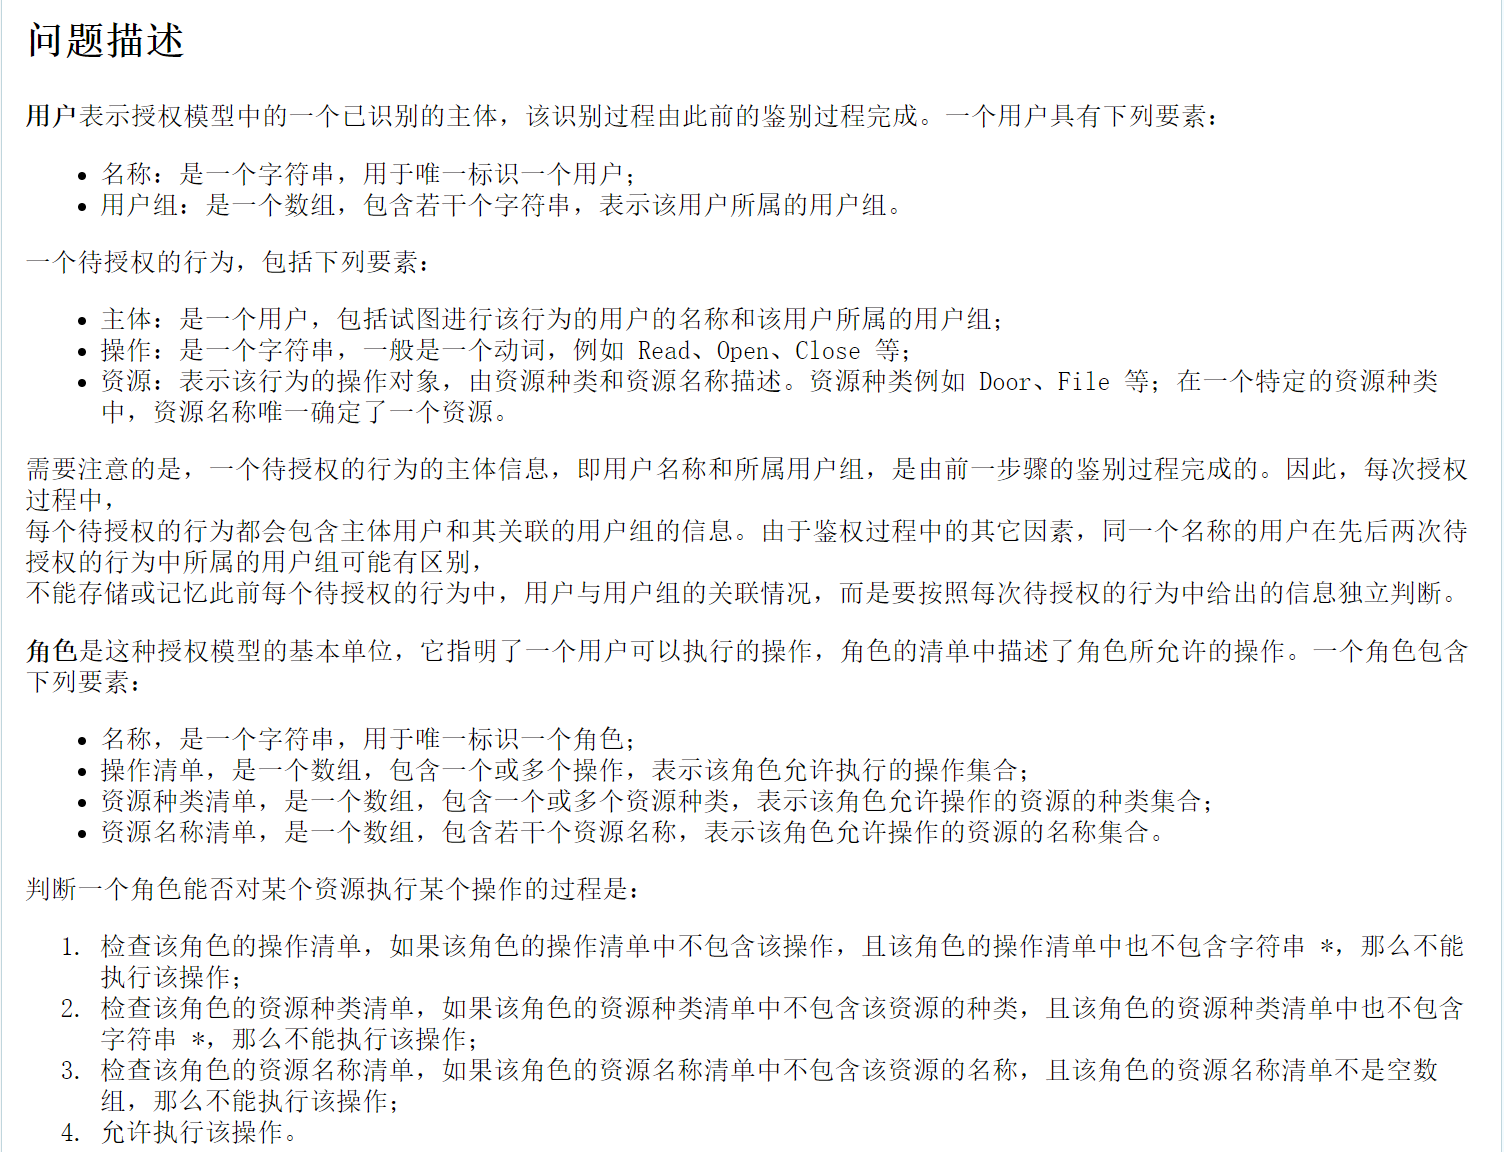 问题描述
用户表示授权模型中的一个已识别的主体，该识别过程由此前的鉴别过程完成。一个用户具有下列要素：
• 名称：是一个字符串，用于唯一标识一个用户；
• 用户组：是一个数组，包含若干个字符串，表示该用户所属的用户组。
一个待授权的行为，包括下列要素：
• 主体：是一个用户，包括试图进行该行为的用户的名称和该用户所属的用户组；
• 操作：是一个字符串，一般是一个动词，例如 Read、Open、Close 等；
• 资源：表示该行为的操作对象，由资源种类和资源名称描述。资源种类例如 Door、File 等；在一个特定的资源种类
中，资源名称唯一确定了一个资源。
需要注意的是，一个待授权的行为的主体信息，即用户名称和所属用户组，是由前一步骤的鉴别过程完成的。因此，每次授权
过程中，
每个待授权的行为都会包含主体用户和其关联的用户组的信息。由于鉴权过程中的其它因素，同一个名称的用户在先后两次待
授权的行为中所属的用户组可能有区别，
不能存储或记忆此前每个待授权的行为中，用户与用户组的关联情况，而是要按照每次待授权的行为中给出的信息独立判断。
角色是这种授权模型的基本单位，它指明了一个用户可以执行的操作，角色的清单中描述了角色所允许的操作。一个角色包含
下列要素：
• 名称，是一个字符串，用于唯一标识一个角色；
• 操作清单，是一个数组，包含一个或多个操作，表示该角色允许执行的操作集合；
• 资源种类清单，是一个数组，包含一个或多个资源种类，表示该角色允许操作的资源的种类集合；
• 资源名称清单，是一个数组，包含若干个资源名称，表示该角色允许操作的资源的名称集合。
判断一个角色能否对某个资源执行某个操作的过程是：
1. 检查该角色的操作清单，如果该角色的操作清单中不包含该操作，且该角色的操作清单中也不包含字符串 *，那么不能
执行该操作；
2. 检查该角色的资源种类清单，如果该角色的资源种类清单中不包含该资源的种类，且该角色的资源种类清单中也不包含
字符串 *，那么不能执行该操作；
3. 检查该角色的资源名称清单，如果该角色的资源名称清单中不包含该资源的名称，且该角色的资源名称清单不是空数
组，那么不能执行该操作；
4. 允许执行该操作。